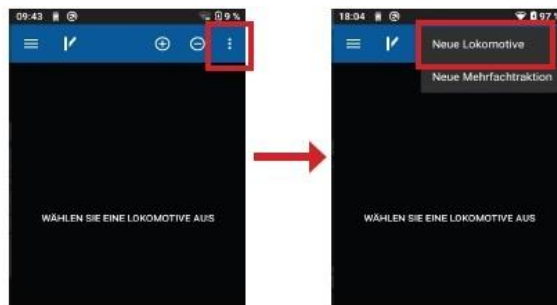 09:43
9%
WÄHLEN SIE EINE LOKOMOTIVE AUS
18:04
97%
Neue Lokomotive
Neue Mehrfachtraktion
WÄHLEN SIE EINE LOKOMOTIVE AUS